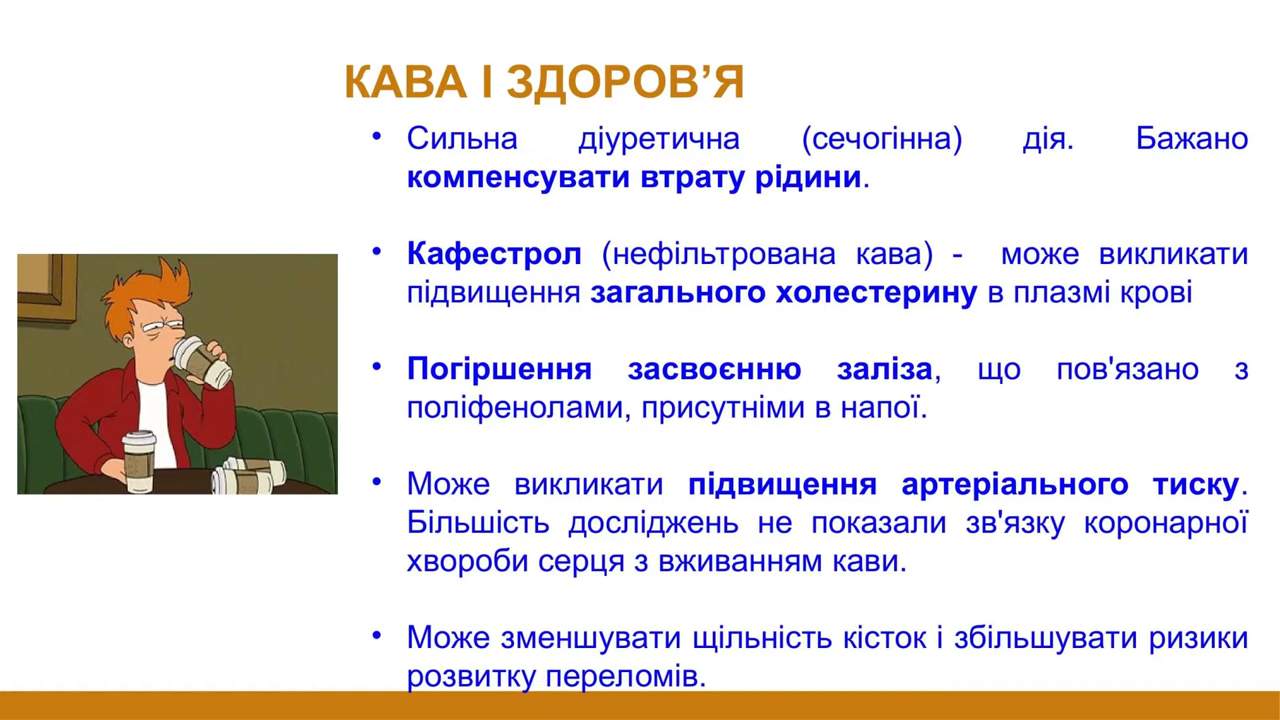 КАВА І ЗДОРОВ’Я
• Сильна діуретична (сечогінна) дія. Бажано
компенсувати втрату рідини.
• Кафестрол (нефільтрована кава) - може викликати
підвищення загального холестерину в плазмі крові
• Погіршення засвоєнню заліза, що пов'язано з
поліфенолами, присутніми в напої.
• Може викликати підвищення артеріального тиску.
Більшість досліджень не показали зв'язку коронарної
хвороби серця з вживанням кави.
• Може зменшувати щільність кісток і збільшувати ризики
розвитку переломів.